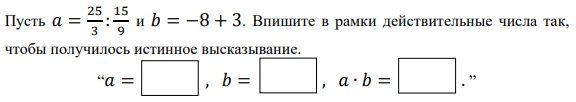 Пусть a = 25/3 : 15/9 и b = −8 + 3. Впишите в рамки действительные числа так,
чтобы получилось истинное высказывание.
“a = , b = , a · b = .”